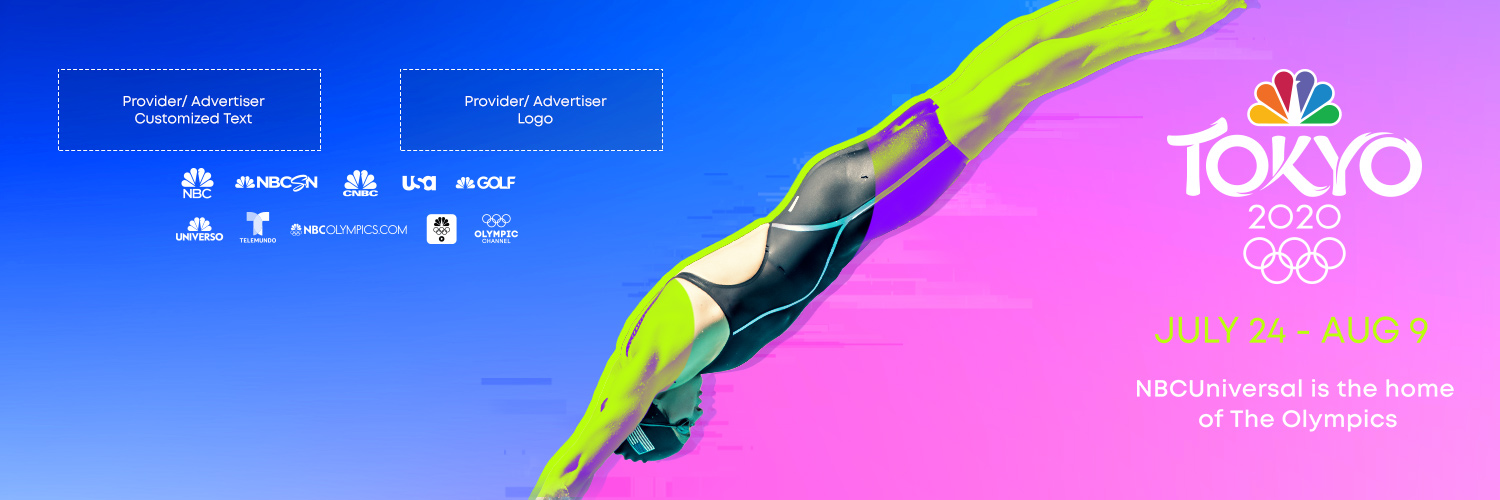 Provider/ Advertiser
Customized Text
Provider/ Advertiser
Logo
NBC
NBCSN
CNBC
USA
GOLF
UNIVERSO
TELEMUNDO
NBCOLYMPICS.COM
OLYMPIC
CHANNEL
TOKYO
2020
JULY 24 - AUG 9
NBCUniversal is the home
of The Olympics